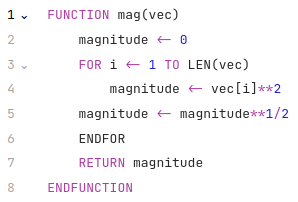 1 FUNCTION mag(vec)
2     magnitude ← 0
3     FOR i ← 1 TO LEN(vec)
4         magnitude ← vec[i]**2
5     magnitude ← magnitude**1/2
6     ENDFOR
7     RETURN magnitude
8 ENDFUNCTION